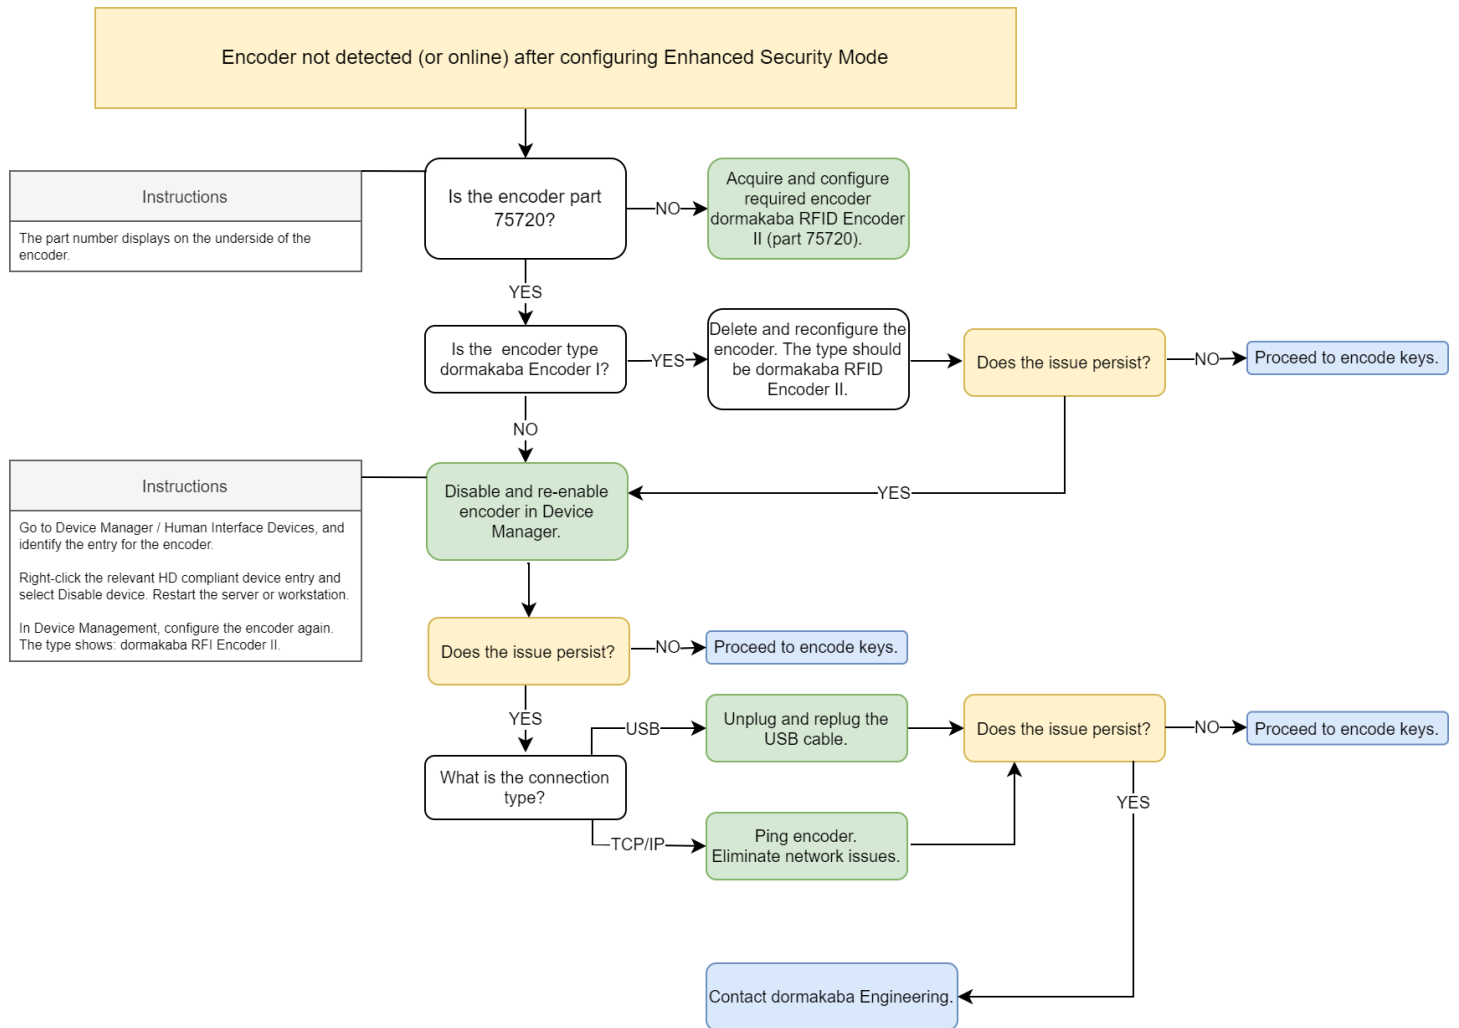 Encoder not detected (or online) after configuring Enhanced Security Mode
Instructions
The part number displays on the underside of the
encoder.
Is the encoder part
75720?
NO
Acquire and configure
required encoder
dormakaba RFID Encoder
II (part 75720).
YES
Is the encoder type
dormakaba Encoder I?
YES
Delete and reconfigure the
encoder. The type should
be dormakaba RFID
Encoder II.
Does the issue persist?
NO
Proceed to encode keys.
NO
YES
Instructions
Go to Device Manager / Human Interface Devices, and
identify the entry for the encoder.
Right-click the relevant HD compliant device entry and
select Disable device. Restart the server or workstation.
In Device Management, configure the encoder again.
The type shows: dormakaba RFI Encoder II.
Disable and re-enable
encoder in Device
Manager.
Does the issue persist?
NO
Proceed to encode keys.
YES
What is the connection
type?
USB
Unplug and replug the
USB cable.
Does the issue persist?
NO
Proceed to encode keys.
TCP/IP
Ping encoder.
Eliminate network issues.
YES
Contact dormakaba Engineering.